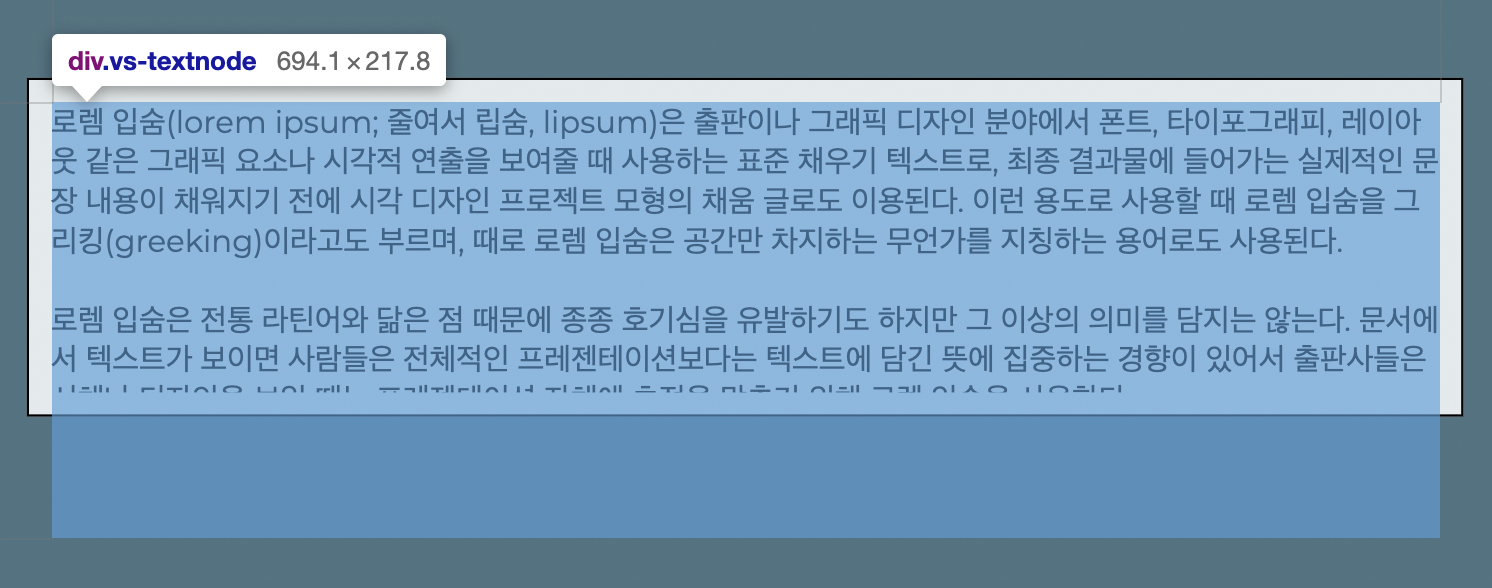 div.vs-textnode 694.1×217.8
로렘 입숨(lorem ipsum; 줄여서 립숨, lipsum)은 출판이나 그래픽 디자인 분야에서 폰트, 타이포그래피, 레이아
웃 같은 그래픽 요소나 시각적 연출을 보여줄 때 사용하는 표준 채우기 텍스트로, 최종 결과물에 들어가는 실제적인 문
장 내용이 채워지기 전에 시각 디자인 프로젝트 모형의 채움 글로도 이용된다. 이런 용도로 사용할 때 로렘 입숨을 그
리킹(greeking)이라고도 부르며, 때로 로렘 입숨은 공간만 차지하는 무언가를 지칭하는 용어로도 사용된다.
로렘 입숨은 전통 라틴어와 닮은 점 때문에 종종 호기심을 유발하기도 하지만 그 이상의 의미를 담지는 않는다. 문서에
서 텍스트가 보이면 사람들은 전체적인 프레젠테이션보다는 텍스트에 담긴 뜻에 집중하는 경향이 있어서 출판사들은